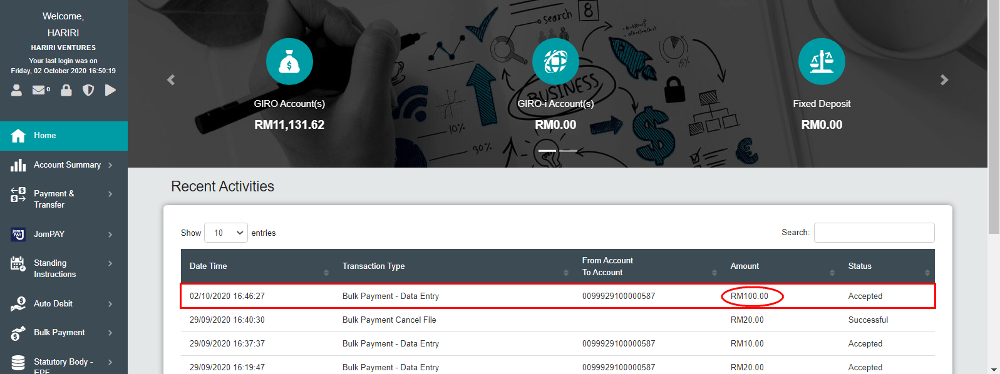 Welcome,
HARIRI
HARIRI VENTURES
Your last login was on
Friday, 02 October 2020 16:50:19
0
Home
Account Summary
Payment &
Transfer
JomPAY
Standing
Instructions
Auto Debit
Bulk Payment
Statutory Body -
EPF
search 8
15%
BUSINESS
10%
30%
GIRO Account(s)
RM11,131.62
GIRO-i Account(s)
RM0.00
Fixed Deposit
RM0.00
Recent Activities
Show 10 entries
Search:
Date Time Transaction Type From Account
To Account Amount Status
02/10/2020 16:46:27 Bulk Payment - Data Entry 0099929100000587 RM100.00 Accepted
29/09/2020 16:40:30 Bulk Payment Cancel File RM20.00 Successful
29/09/2020 16:37:37 Bulk Payment - Data Entry 0099929100000587 RM10.00 Accepted
29/09/2020 16:19:47 Bulk Payment - Data Entry 0099929100000587 RM20.00 Accepted